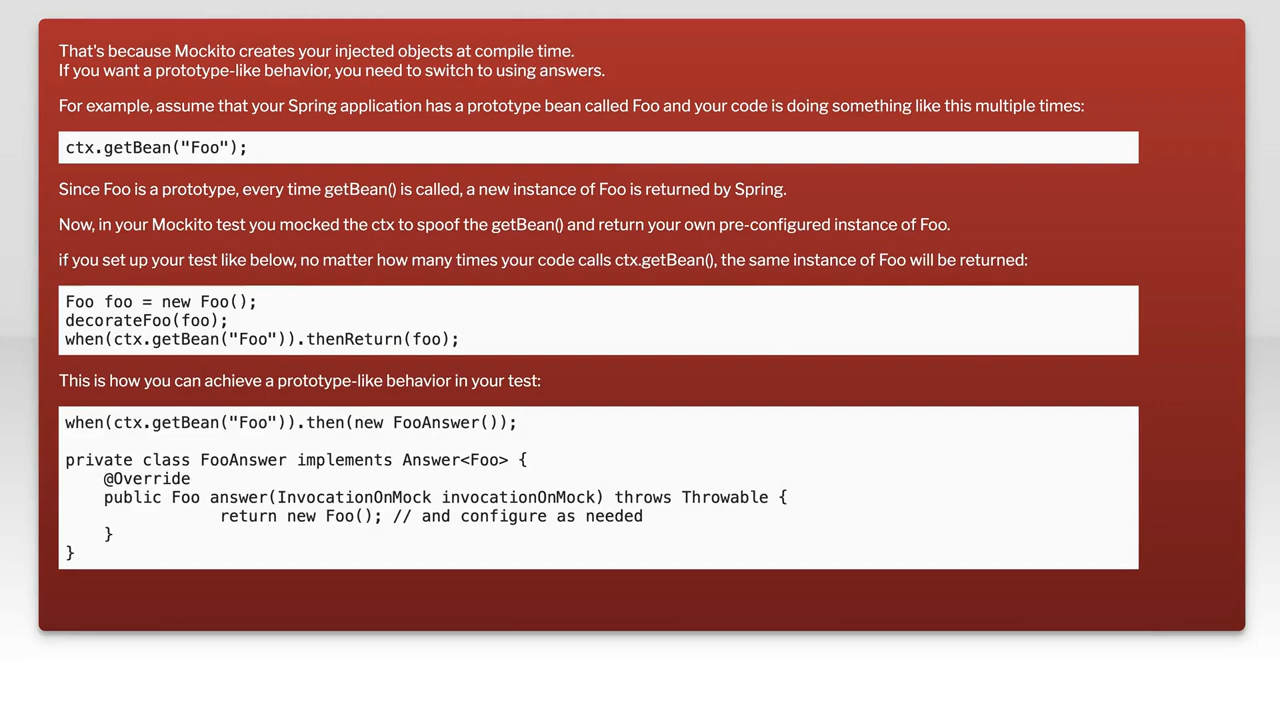 That's because Mockito creates your injected objects at compile time.
If you want a prototype-like behavior, you need to switch to using answers.
For example, assume that your Spring application has a prototype bean called Foo and your code is doing something like this multiple times:
ctx.getBean("Foo");
Since Foo is a prototype, every time getBean() is called, a new instance of Foo is returned by Spring.
Now, in your Mockito test you mocked the ctx to spoof the getBean() and return your own pre-configured instance of Foo.
if you set up your test like below, no matter how many times your code calls ctx.getBean(), the same instance of Foo will be returned:
Foo foo = new Foo();
decorateFoo(foo);
when(ctx.getBean("Foo")).thenReturn(foo);
This is how you can achieve a prototype-like behavior in your test:
when(ctx.getBean("Foo")).then(new FooAnswer());
private class FooAnswer implements Answer<Foo> {
    @Override
    public Foo answer(InvocationOnMock invocationOnMock) throws Throwable {
                return new Foo(); // and configure as needed
    }
}